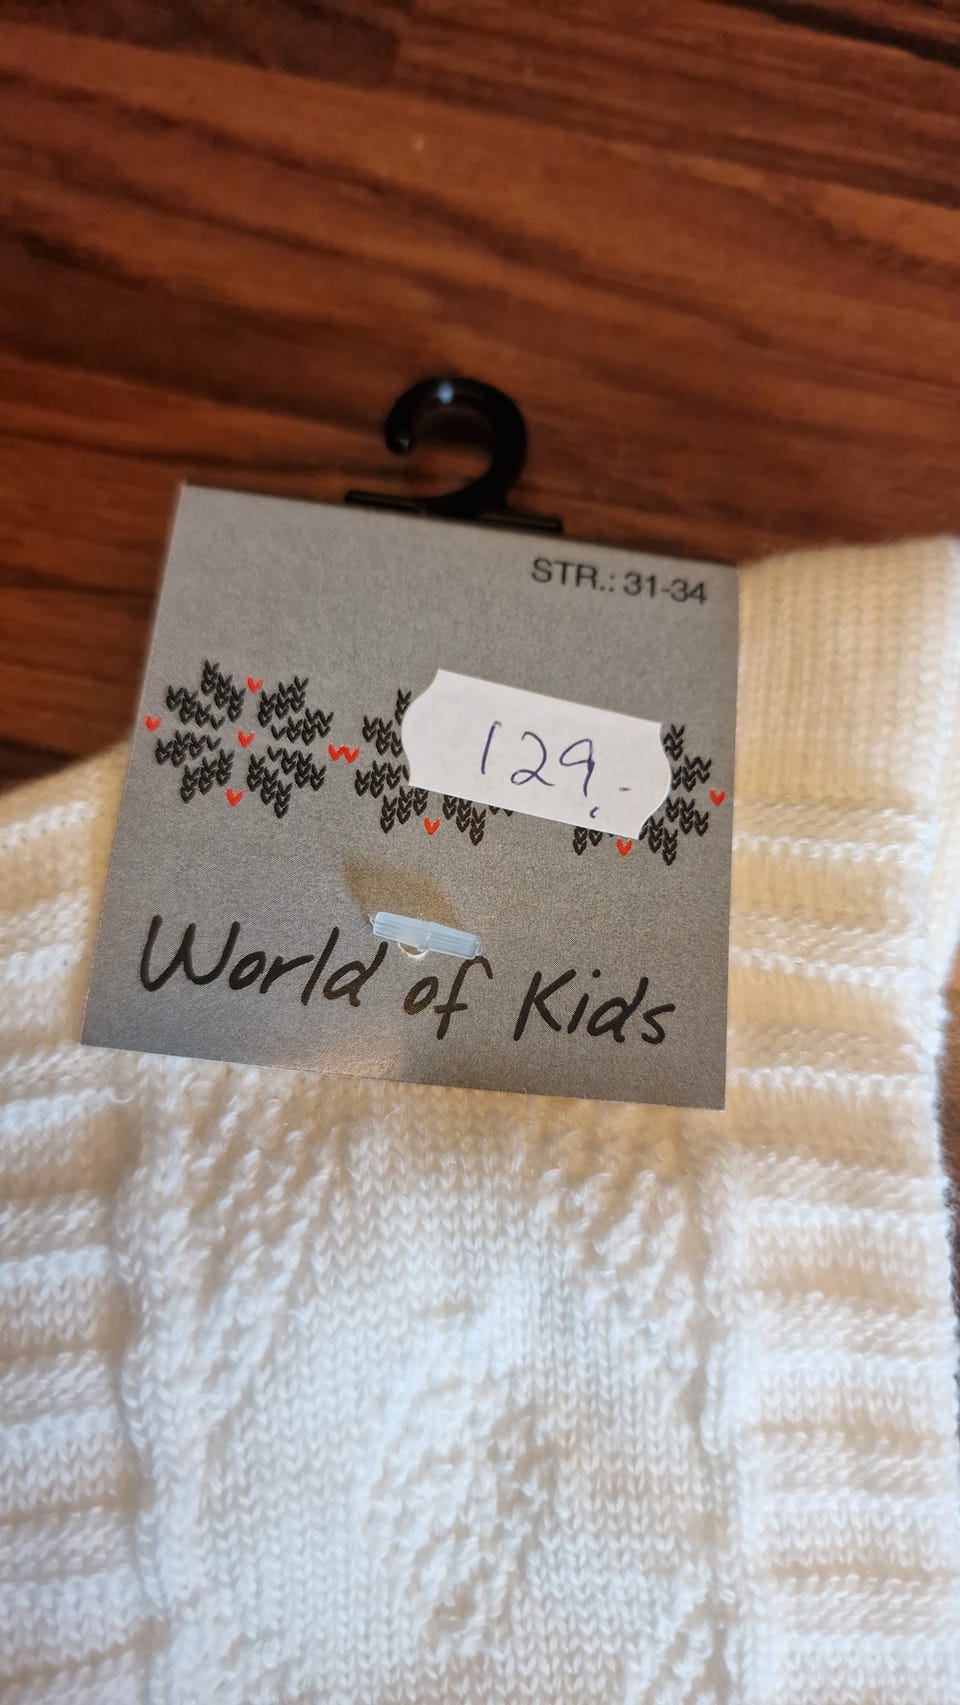 STR.: 31-34
129,-
World of Kids